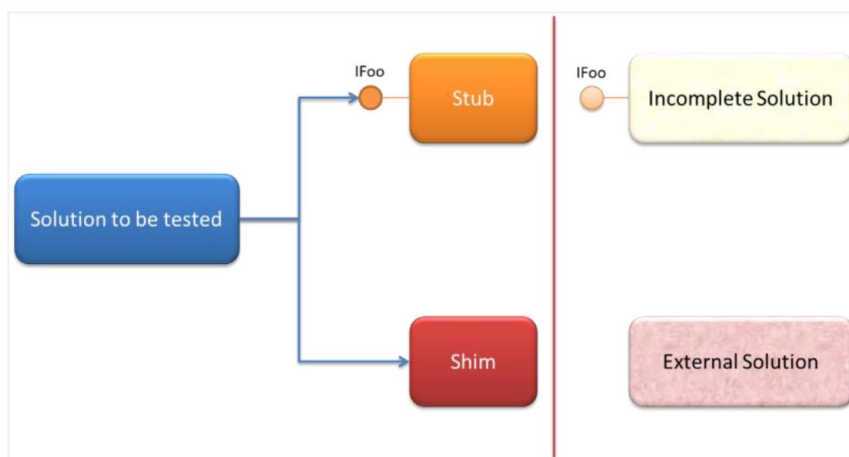 IFoo
Stub
IFoo
Incomplete Solution
Solution to be tested
Shim
External Solution